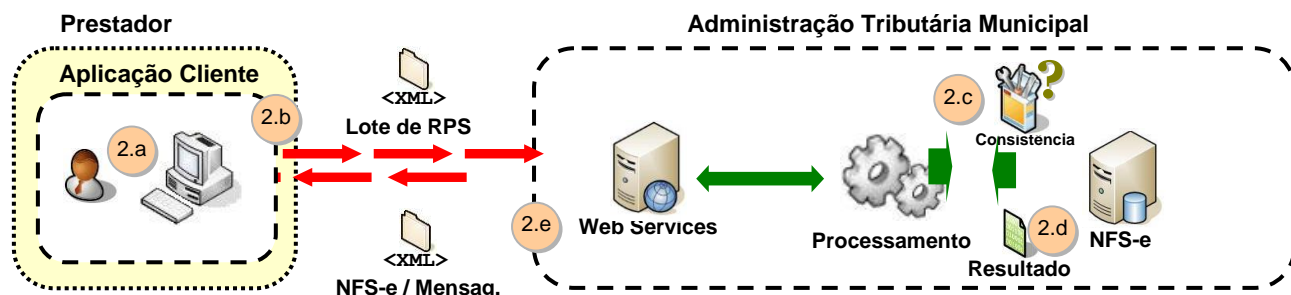 Prestador
Administração Tributária Municipal
Aplicação Cliente
<XML>
Lote de RPS
2.a
2.b
2.c
?
Consistência
Web Services
Processamento
2.d
NFS-e
Resultado
2.e
<XML>
NFS-e / Mensag.